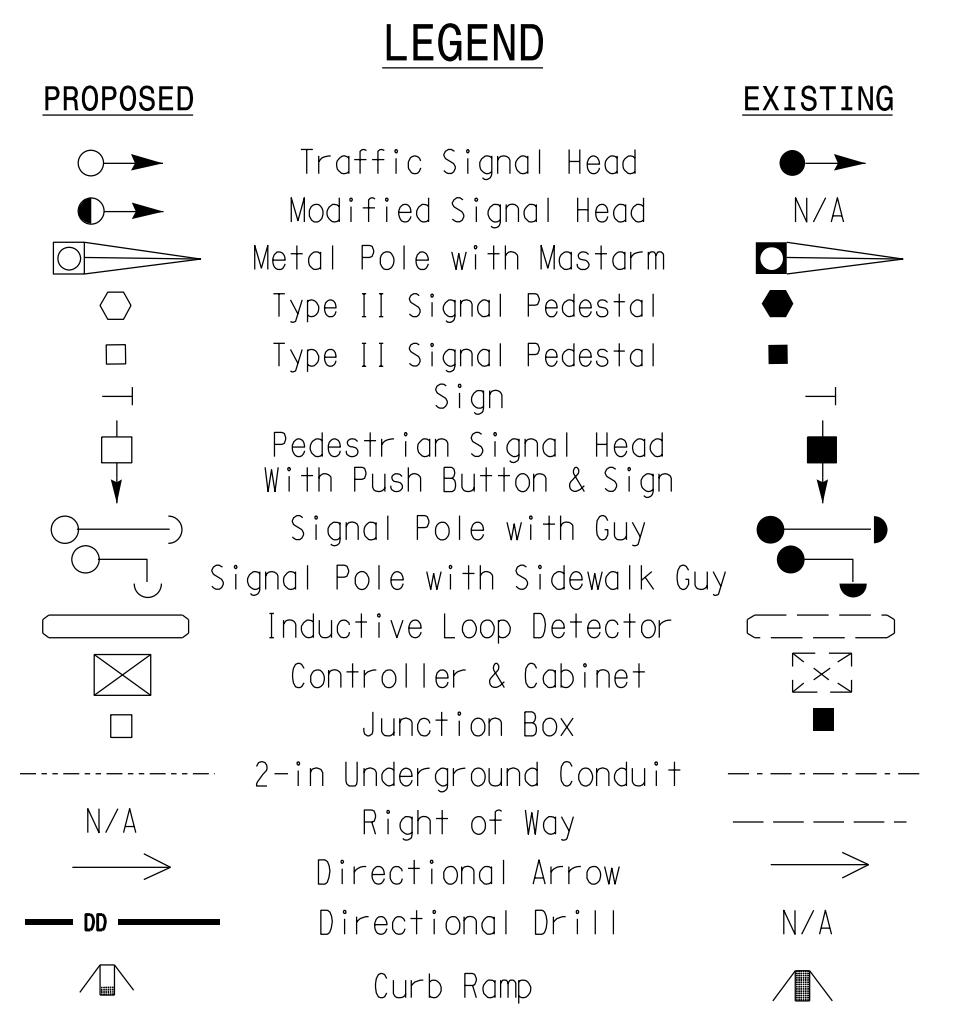 LEGEND
PROPOSED EXISTING
Traffic Signal Head
Modified Signal Head N/A
Metal Pole with Mastarm
Type II Signal Pedestal
Type II Signal Pedestal
Sign
Pedestrian Signal Head
With Push Button & Sign
Signal Pole with Guy
Signal Pole with Sidewalk Guy
Inductive Loop Detector
Controller & Cabinet
Junction Box
2-in Underground Conduit
N/A Right of Way
Directional Arrow
DD Directional Drill N/A
Curb Ramp